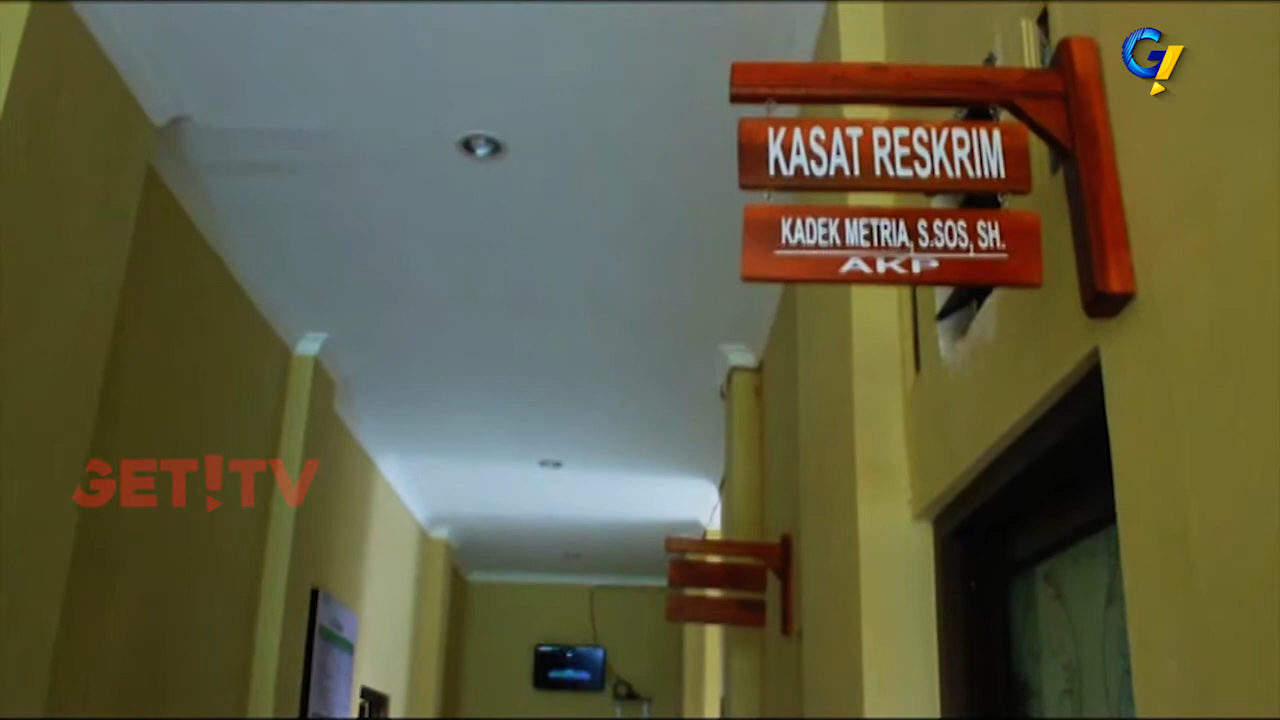 G!
KASAT RESKRIM
KADEK METRIA, S.SOS, SH.
AKP
GET!TV